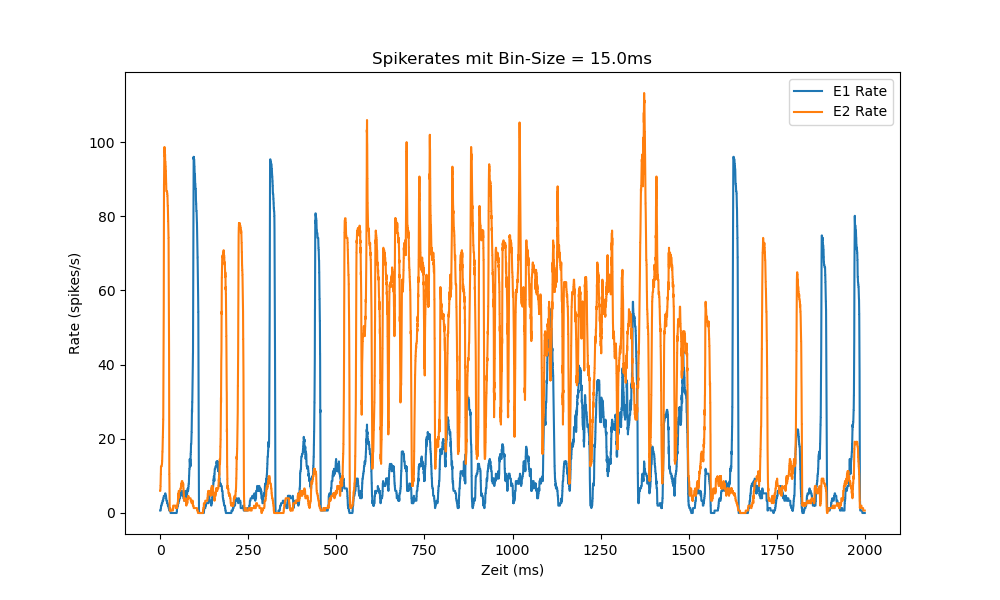 Spikerates mit Bin-Size = 15.0ms
E1 Rate
E2 Rate
100
80
60
40
20
0
Rate (spikes/s)
0 250 500 750 1000 1250 1500 1750 2000
Zeit (ms)